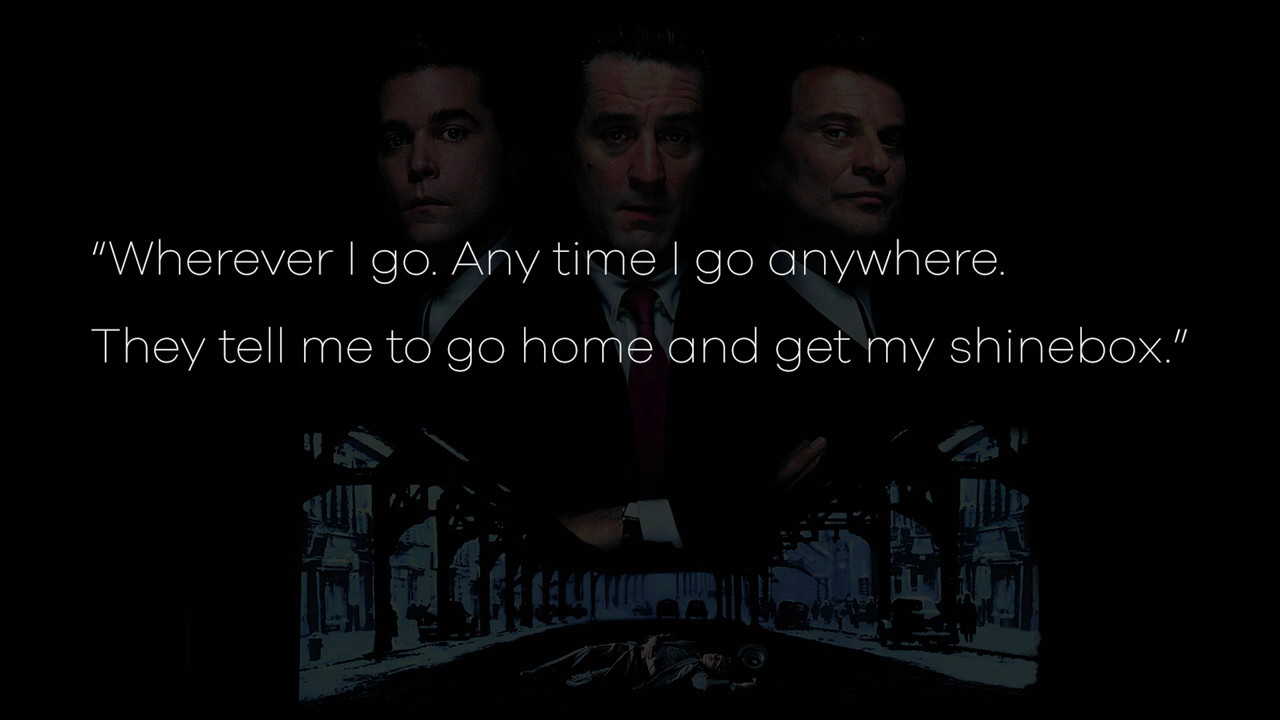 “Wherever I go. Any time I go anywhere.
They tell me to go home and get my shinebox.”